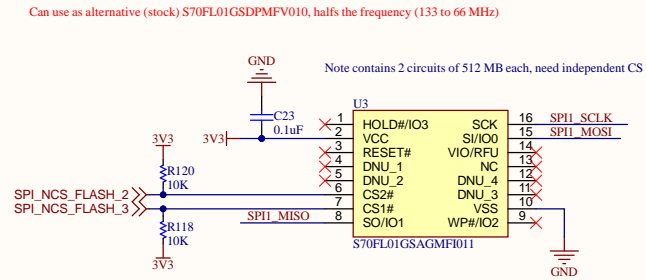 Can use as alternative (stock) S70FL01GSDPMFV010, halfs the frequency (133 to 66 MHz)
GND
Note contains 2 circuits of 512 MB each, need independent CS
C23
0.1uF
U3
3V3
1 HOLD#/IO3 SCK 16 SPI1_SCLK
2 VCC SI/IO0 15 SPI1_MOSI
3 RESET# VIO/RFU 14
4 DNU_1 NC 13
5 DNU_2 DNU_4 12
6 CS2# DNU_3 11
7 CS1# VSS 10
8 SO/IO1 WP#/IO2 9
3V3
R120
10K
SPI_NCS_FLASH_2
SPI_NCS_FLASH_3
SPI1_MISO
R118
10K
3V3
S70FL01GSAGMFI011
GND